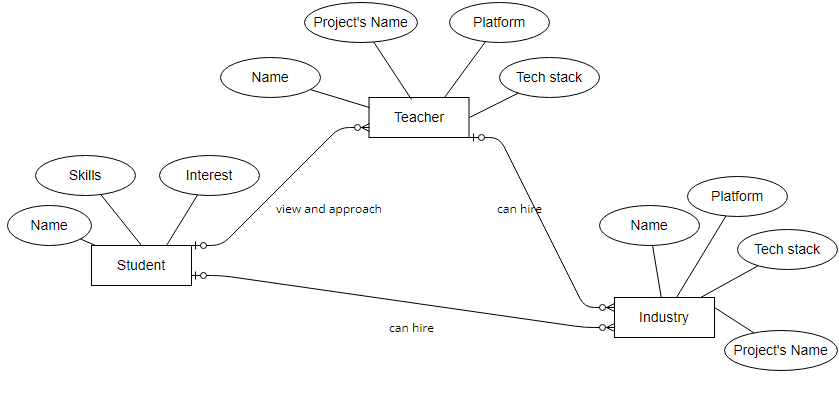 Project's Name
Platform
Name
Tech stack
Teacher
Skills
Interest
Name
Student
view and approach
can hire
Platform
Name
Tech stack
Industry
Project's Name
can hire